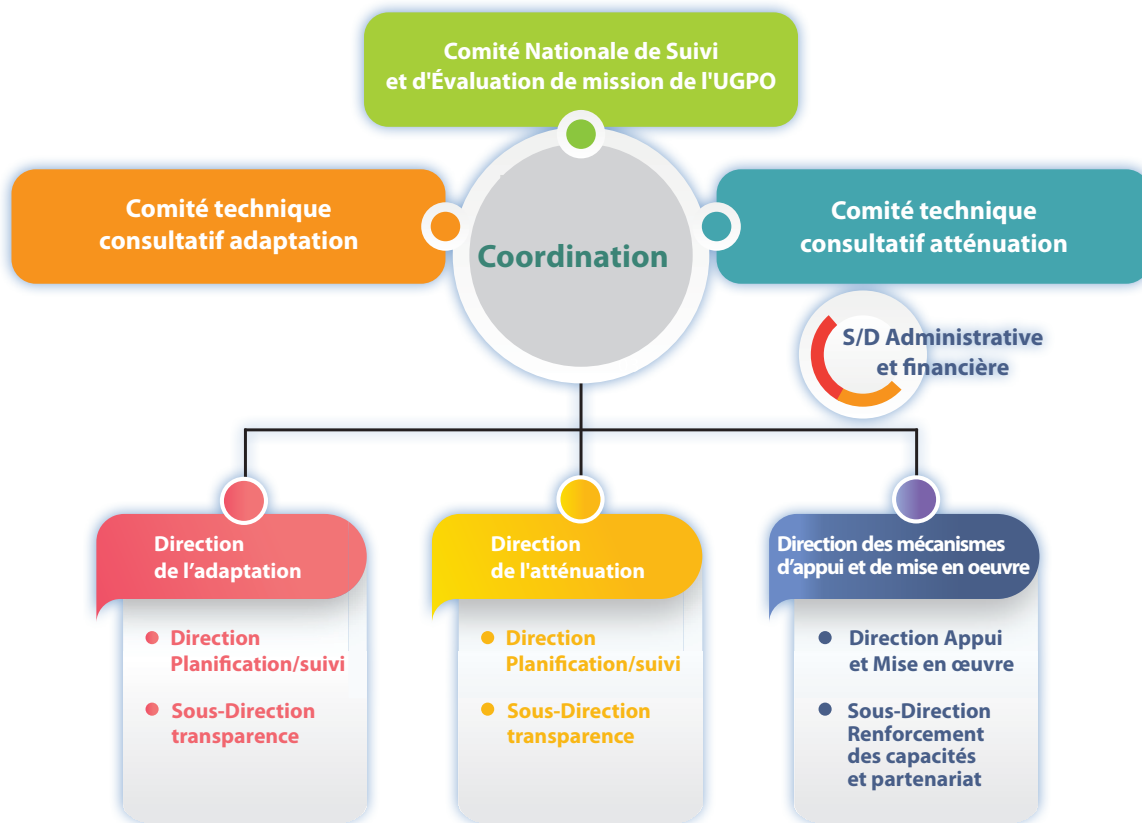 Comité Nationale de Suivi
et d'Évaluation de mission de l'UGPO
Comité technique
consultatif adaptation
Coordination
Comité technique
consultatif atténuation
S/D Administrative
et financière
Direction
de l’adaptation
Direction
Planification/suivi
Sous-Direction
transparence
Direction
de l'atténuation
Direction
Planification/suivi
Sous-Direction
transparence
Direction des mécanismes
d’appui et de mise en oeuvre
Direction Appui
et Mise en œuvre
Sous-Direction
Renforcement
des capacités
et partenariat